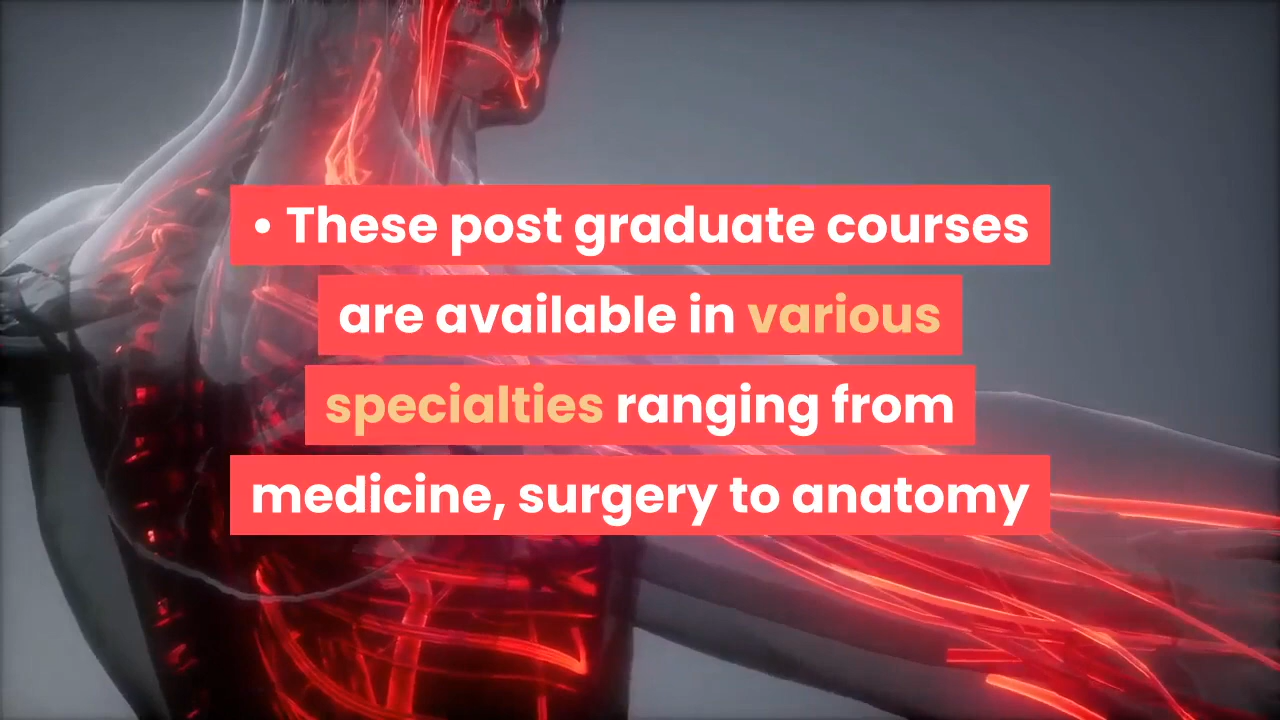 • These post graduate courses
are available in various
specialties ranging from
medicine, surgery to anatomy